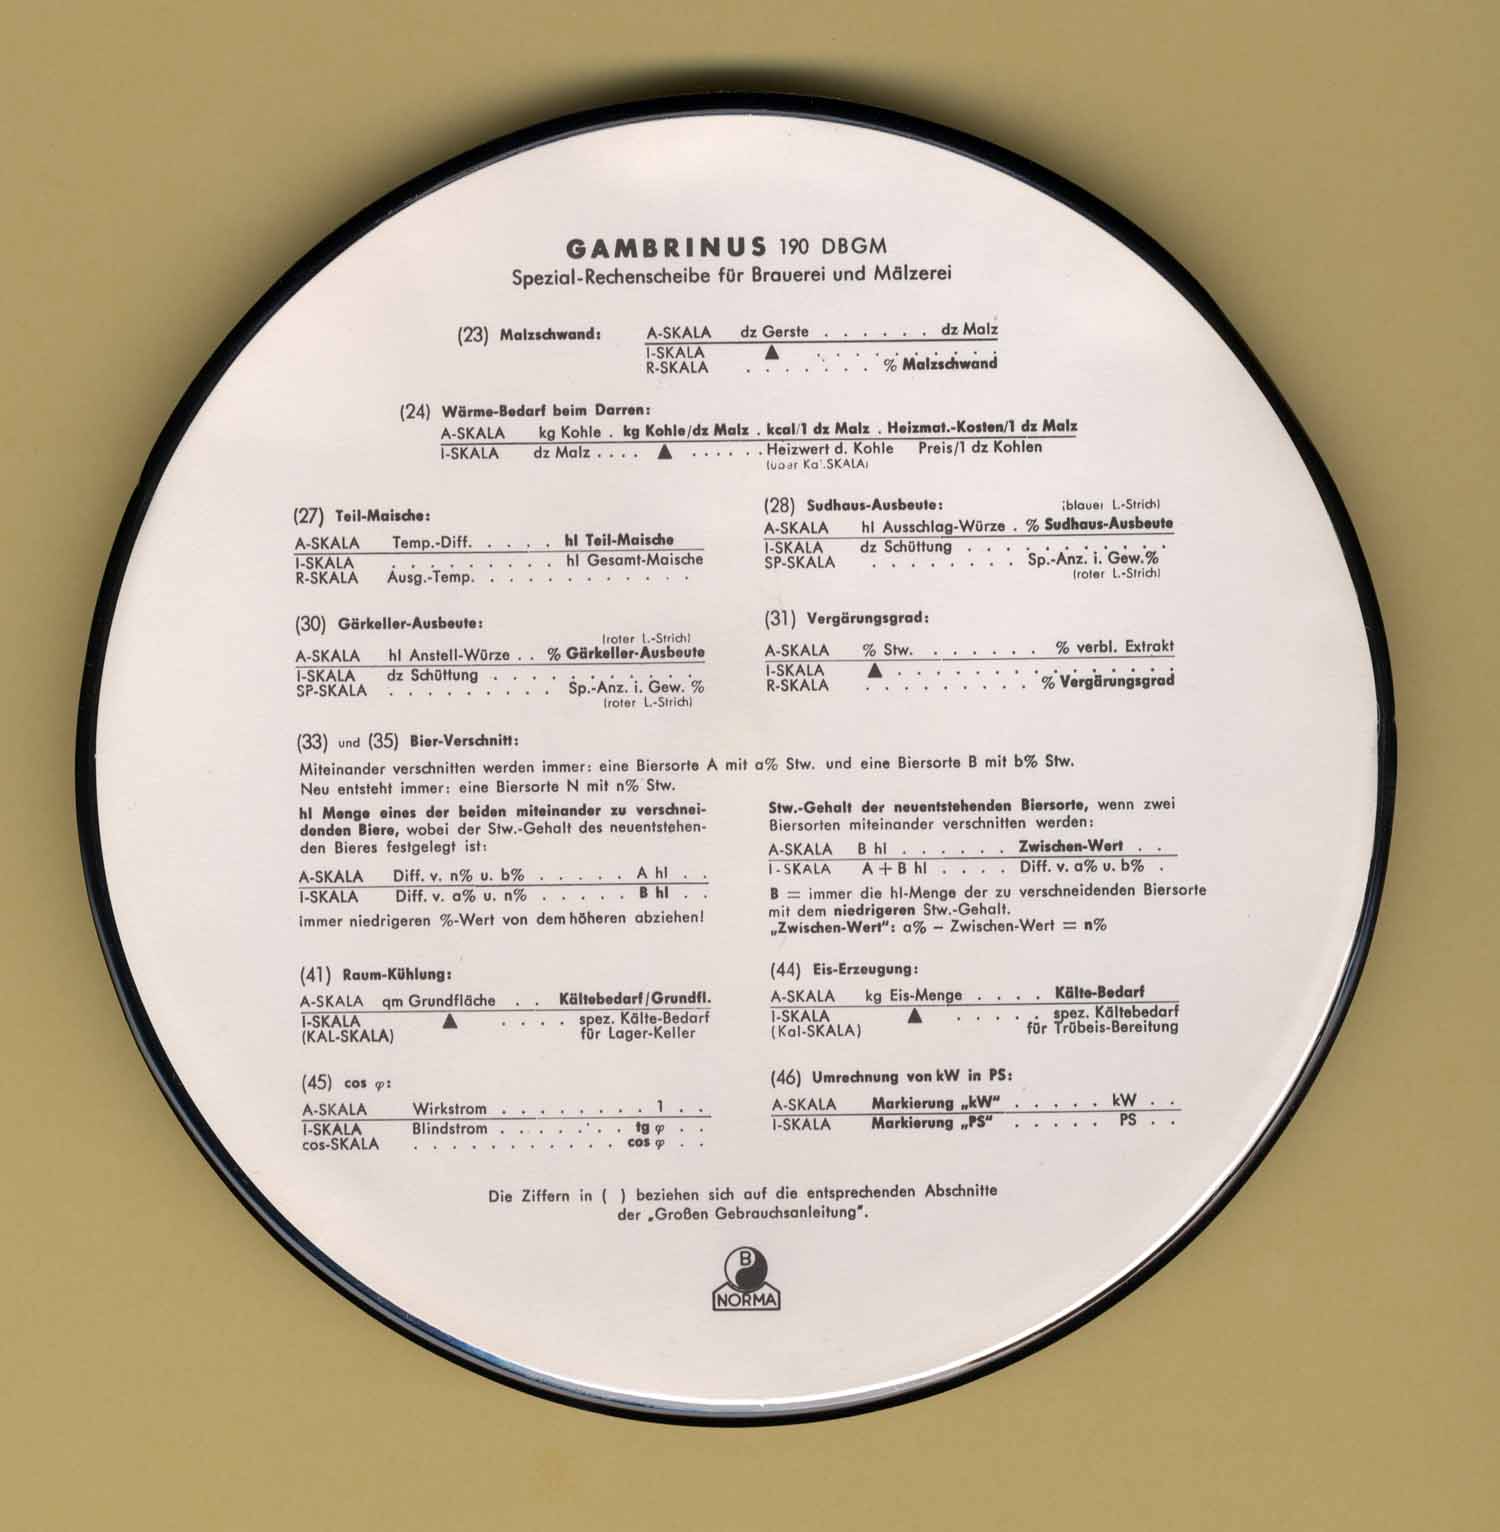 GAMBRINUS 190 DBGM
Spezial-Rechenscheibe für Brauerei und Mälzerei
(23) Malzschwand:
A-SKALA dz Gerste . . . . . . dz Malz
I-SKALA ▲ . . . . . . .
R-SKALA . . . . . . . % Malzschwand
(24) Wärme-Bedarf beim Darren:
A-SKALA kg Kohle . kg Kohle/dz Malz . kcal/1 dz Malz . Heizmat.-Kosten/1 dz Malz
I-SKALA dz Malz . . . . ▲ . . . . . . Heizwert d. Kohle Preis/1 dz Kohlen
(über Kal.SKALA)
(27) Teil-Maische:
A-SKALA Temp.-Diff. . . . . hl Teil-Maische
I-SKALA . . . . . . . . . hl Gesamt-Maische
R-SKALA Ausg.-Temp. . . . . . . . . . . . .
(28) Sudhaus-Ausbeute: (blauer L-Strich)
A-SKALA hl Ausschlag-Würze . % Sudhaus-Ausbeute
I-SKALA dz Schüttung . . . . . . . . . . .
SP-SKALA . . . . . . . . Sp.-Anz. i. Gew.%
(roter L.-Strich)
(30) Gärkeller-Ausbeute:
(roter L.-Strich)
A-SKALA hl Anstell-Würze . . % Gärkeller-Ausbeute
I-SKALA dz Schüttung . . . . . . . . . . . .
SP-SKALA . . . . . . . . . Sp.-Anz. i. Gew. %
(roter L.-Strich)
(31) Vergärungsgrad:
A-SKALA % Stw. . . . . . . . % verbl. Extrakt
I-SKALA ▲ . . . . . . . . . . . . .
R-SKALA . . . . . . . . . . . % Vergärungsgrad
(33) und (35) Bier-Verschnitt:
Miteinander verschnitten werden immer: eine Biersorte A mit a% Stw. und eine Biersorte B mit b% Stw.
Neu entsteht immer: eine Biersorte N mit n% Stw.
hl Menge eines der beiden miteinander zu verschnei-
denden Biere, wobei der Stw.-Gehalt des neuentstehen-
den Bieres festgelegt ist:
A-SKALA Diff. v. n% u. b% . . . . . A hl . .
I-SKALA Diff. v. a% u. n% . . . . . B hl . .
immer niedrigeren %-Wert von dem höheren abziehen!
Stw.-Gehalt der neuentstehenden Biersorte, wenn zwei
Biersorten miteinander verschnitten werden:
A-SKALA B hl . . . . . . Zwischen-Wert . .
I-SKALA A + B hl . . . . Diff. v. a% u. b% .
B = immer die hl-Menge der zu verschneidenden Biersorte
mit dem niedrigeren Stw.-Gehalt.
„Zwischen-Wert“: a% – Zwischen-Wert = n%
(41) Raum-Kühlung:
A-SKALA qm Grundfläche . . Kältebedarf/Grundfl.
I-SKALA ▲ . . . . spez. Kälte-Bedarf
(KAL-SKALA) für Lager-Keller
(44) Eis-Erzeugung:
A-SKALA kg Eis-Menge . . . . Kälte-Bedarf
I-SKALA ▲ . . . . . spez. Kältebedarf
(Kal-SKALA) für Trübeis-Bereitung
(45) cos φ:
A-SKALA Wirkstrom . . . . . . . . 1 . .
I-SKALA Blindstrom . . . . . . . tg φ . .
cos-SKALA . . . . . . . . . . . cos φ . .
(46) Umrechnung von kW in PS:
A-SKALA Markierung „kW“ . . . . . kW . .
I-SKALA Markierung „PS“ . . . . . PS . .
Die Ziffern in ( ) beziehen sich auf die entsprechenden Abschnitte
der „Großen Gebrauchsanleitung“.
B
NORMA